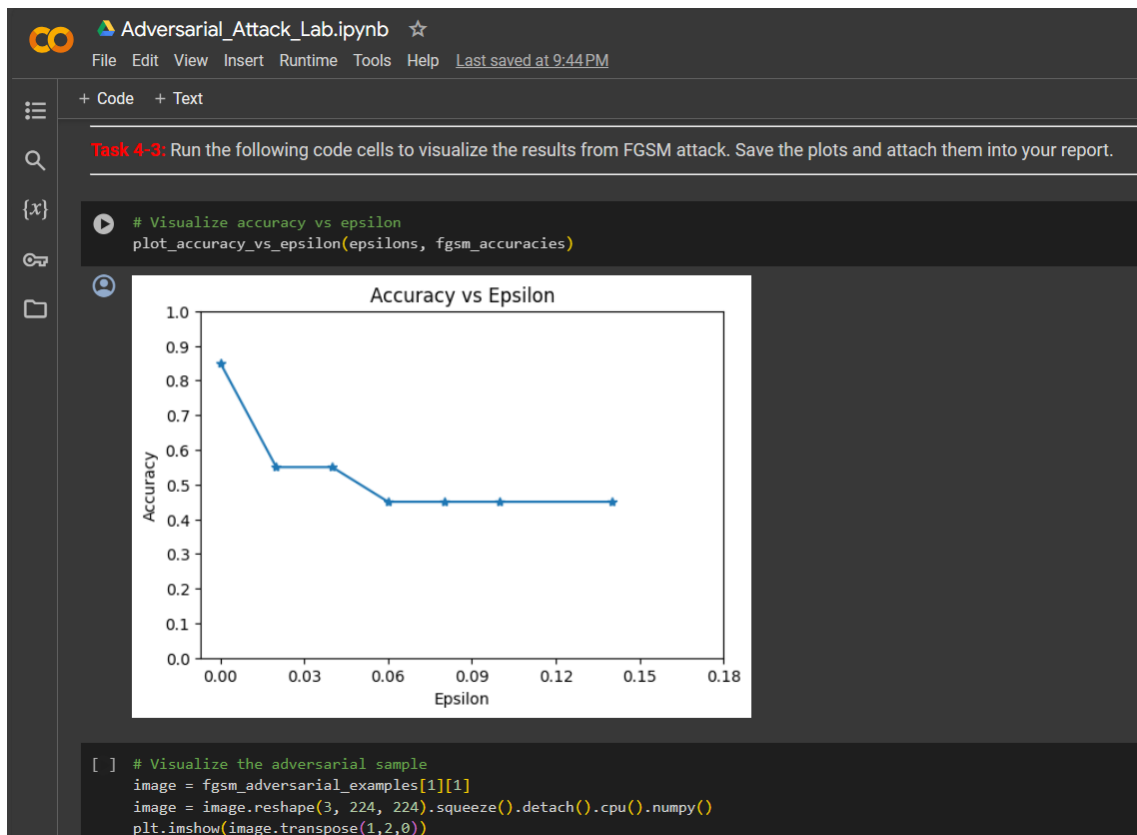 Adversarial_Attack_Lab.ipynb
File Edit View Insert Runtime Tools Help Last saved at 9:44 PM
+ Code + Text
Task 4-3: Run the following code cells to visualize the results from FGSM attack. Save the plots and attach them into your report.
{x}
# Visualize accuracy vs epsilon
plot_accuracy_vs_epsilon(epsilons, fgsm_accuracies)
Accuracy vs Epsilon
1.0
0.9
0.8
0.7
0.6
0.5
0.4
0.3
0.2
0.1
0.0
Accuracy
0.00 0.03 0.06 0.09 0.12 0.15 0.18
Epsilon
[ ] # Visualize the adversarial sample
image = fgsm_adversarial_examples[1][1]
image = image.reshape(3, 224, 224).squeeze().detach().cpu().numpy()
plt.imshow(image.transpose(1,2,0))